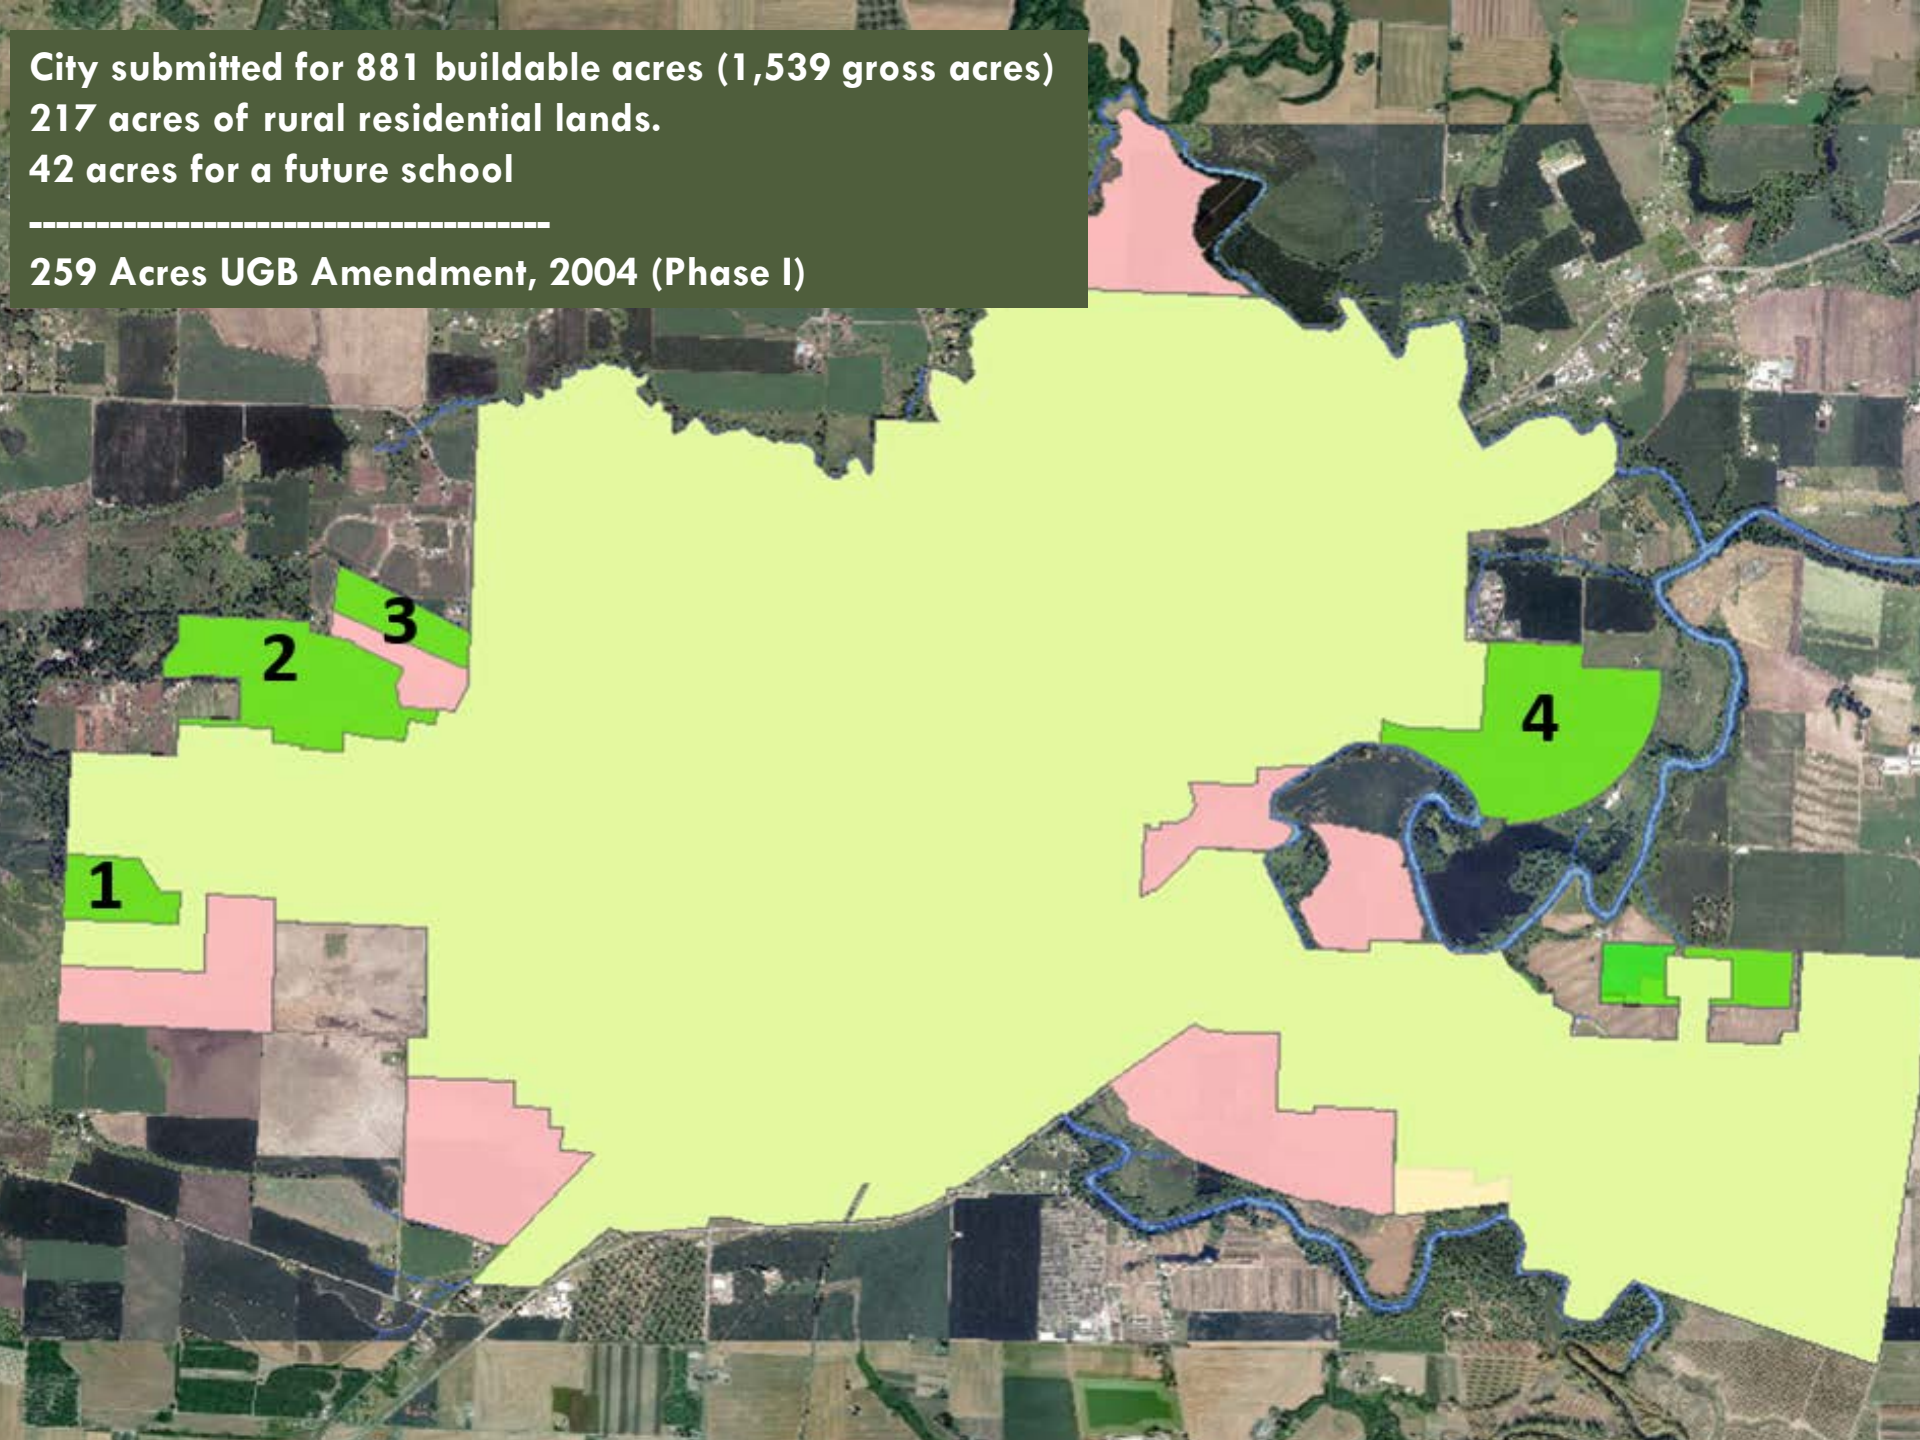 City submitted for 881 buildable acres (1,539 gross acres)
217 acres of rural residential lands.
42 acres for a future school
---------------------------------------
259 Acres UGB Amendment, 2004 (Phase I)
3
2
4
1